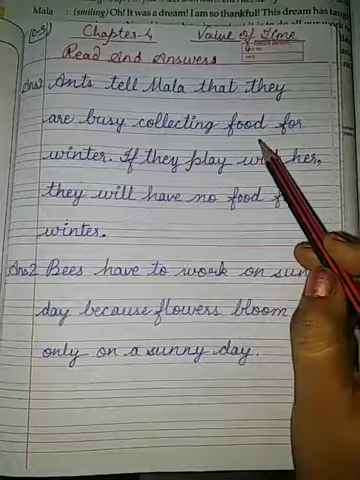 Mala : (smiling) Oh! It was a dream! I am so thankful! This dream has taug
Chapter-4 Value Of Time
Read And Answers
Ans1 Ants tell Mala that they
are busy collecting food for
winter. If they play with her,
they will have no food f
winter.
Ans2 Bees have to work on sun
day because flowers bloom
only on a sunny day.